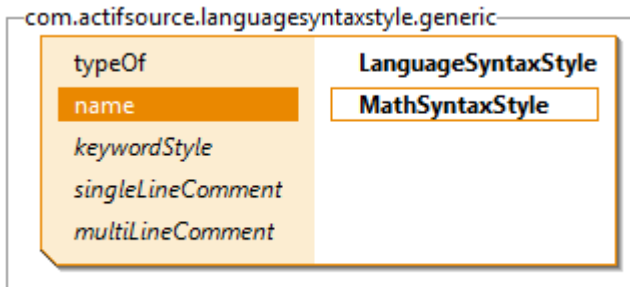 com.actifsource.languagesyntaxstyle.generic
typeOf LanguageSyntaxStyle
name MathSyntaxStyle
keywordStyle
singleLineComment
multiLineComment